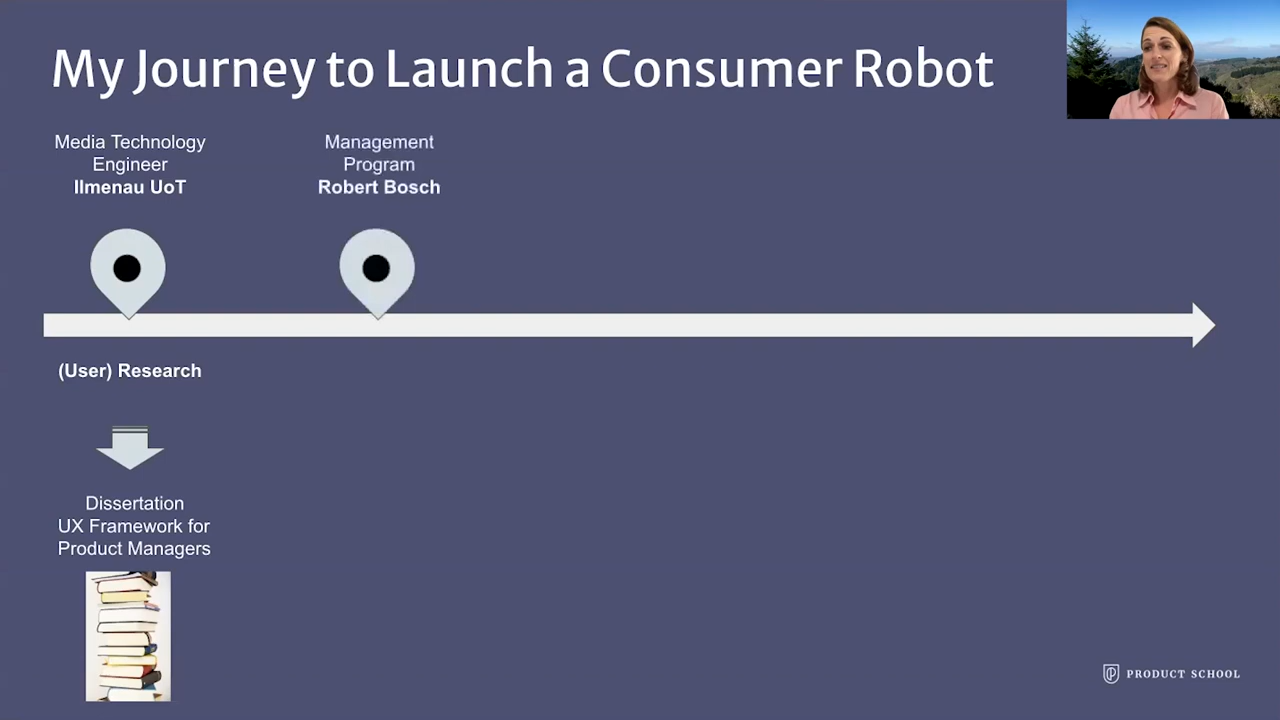 My Journey to Launch a Consumer Robot
Media Technology
Engineer
Ilmenau UoT
Management
Program
Robert Bosch
(User) Research
Dissertation
UX Framework for
Product Managers
PRODUCT SCHOOL